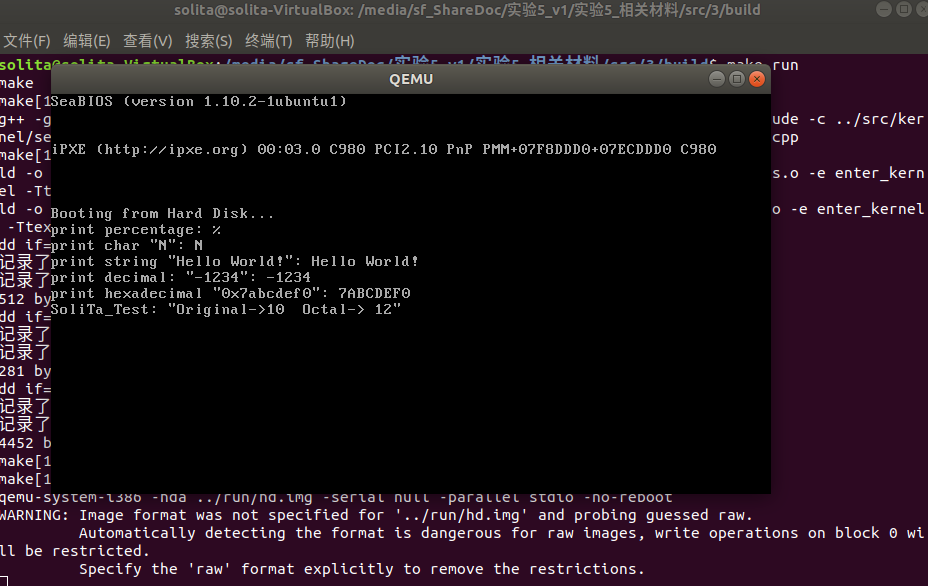 solita@solita-VirtualBox: /media/sf_ShareDoc/实验5_v1/实验5_相关材料/src/3/build
文件(F) 编辑(E) 查看(V) 搜索(S) 终端(T) 帮助(H)
solita@solita-VirtualBox:/media/sf_ShareDoc/实验5_v1/实验5_相关材料/src/3/build$ make run
QEMU
make
SeaBIOS (version 1.10.2-1ubuntu1)
make[1
g++ -g
ude -c ../src/ker
nel/se
cpp
iPXE (http://ipxe.org) 00:03.0 C980 PCI2.10 PnP PMM+07F8DDD0+07ECDDD0 C980
make[1
ld -o
s.o -e enter_kern
el -Tt
ld -o
o -e enter_kernel
Booting from Hard Disk...
-Ttex
print percentage: %
dd if=
print char "N": N
记录了
print string "Hello World!": Hello World!
记录了
print decimal: "-1234": -1234
512 by
print hexadecimal "0x7abcdef0": 7ABCDEF0
dd if=
SoliTa_Test: "Original->10  Octal-> 12"
记录了
记录了
281 by
dd if=
记录了
记录了
4452 b
make[1
make[1
qemu-system-i386 -hda ../run/hd.img -serial null -parallel stdio -no-reboot
WARNING: Image format was not specified for '../run/hd.img' and probing guessed raw.
Automatically detecting the format is dangerous for raw images, write operations on block 0 wi
ll be restricted.
Specify the 'raw' format explicitly to remove the restrictions.